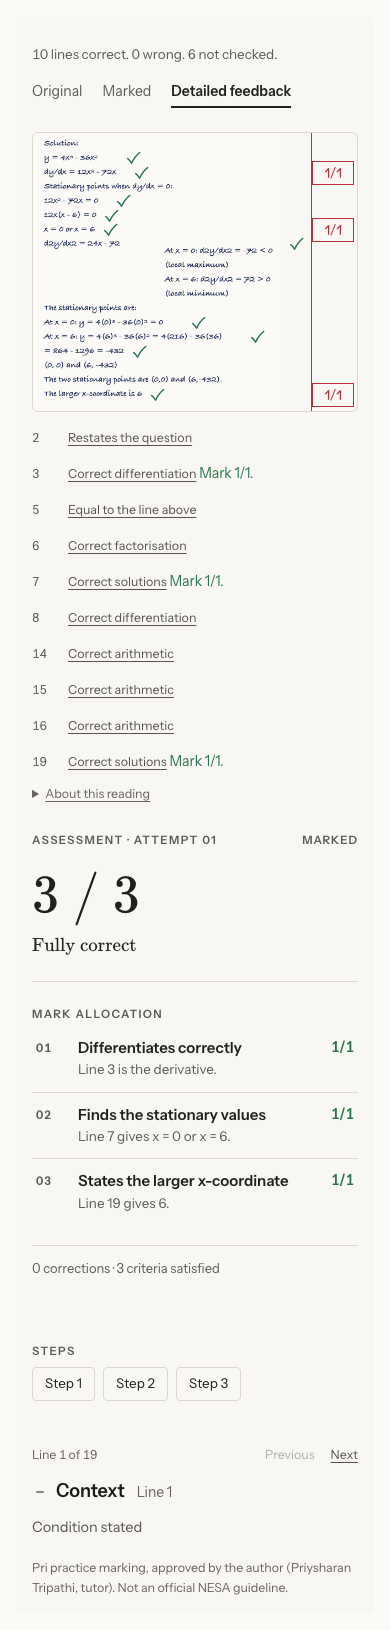 10 lines correct. 0 wrong. 6 not checked.
Original Marked Detailed feedback
Solution:
y = 4x³ - 36x²
dy/dx = 12x² - 72x
Stationary points when dy/dx = 0:
12x² - 72x = 0
12x(x - 6) = 0
x = 0 or x = 6
d2y/dx2 = 24x - 72
At x = 0: d2y/dx2 = -72 < 0
(local maximum)
At x = 6: d2y/dx2 = 72 > 0
(local minimum)
The stationary points are:
At x = 0: y = 4(0)³ - 36(0)² = 0
At x = 6: y = 4(6)³ - 36(6)² = 4(216) - 36(36)
= 864 - 1296 = -432
(0, 0) and (6, -432)
The two stationary points are (0,0) and (6,-432).
The larger x-coordinate is 6
1/1
1/1
1/1
2 Restates the question
3 Correct differentiation Mark 1/1.
5 Equal to the line above
6 Correct factorisation
7 Correct solutions Mark 1/1.
8 Correct differentiation
14 Correct arithmetic
15 Correct arithmetic
16 Correct arithmetic
19 Correct solutions Mark 1/1.
About this reading
ASSESSMENT · ATTEMPT 01 MARKED
3 / 3
Fully correct
MARK ALLOCATION
01 Differentiates correctly 1/1
Line 3 is the derivative.
02 Finds the stationary values 1/1
Line 7 gives x = 0 or x = 6.
03 States the larger x-coordinate 1/1
Line 19 gives 6.
0 corrections · 3 criteria satisfied
STEPS
Step 1 Step 2 Step 3
Line 1 of 19 Previous Next
– Context Line 1
Condition stated
Pri practice marking, approved by the author (Priysharan
Tripathi, tutor). Not an official NESA guideline.